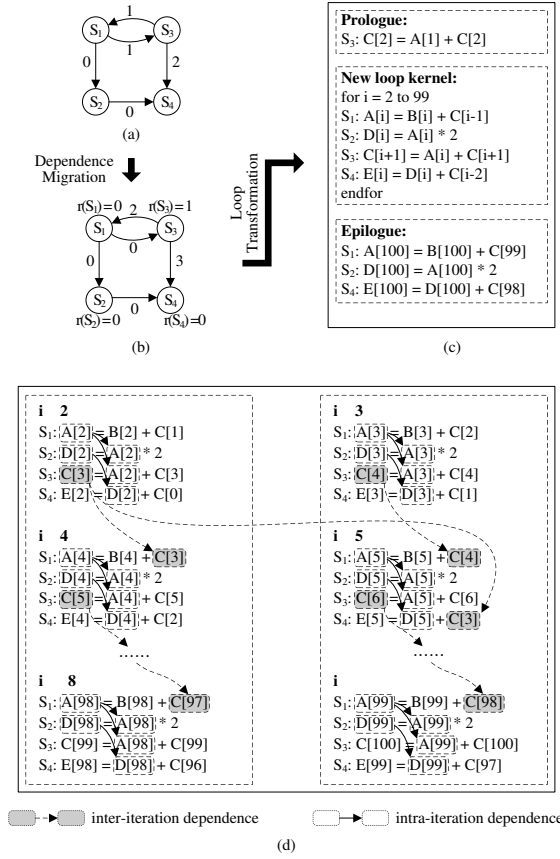 S1
1
S3
1
0
2
S2
0
S4
(a)
Dependence
Migration
r(S1)=0
r(S3)=1
2
S1
S3
0
0
3
S2
0
S4
r(S2)=0
r(S4)=0
(b)
Loop
Transformation
Prologue:
S3: C[2] = A[1] + C[2]
New loop kernel:
for i = 2 to 99
S1: A[i] = B[i] + C[i-1]
S2: D[i] = A[i] * 2
S3: C[i+1] = A[i] + C[i+1]
S4: E[i] = D[i] + C[i-2]
endfor
Epilogue:
S1: A[100] = B[100] + C[99]
S2: D[100] = A[100] * 2
S4: E[100] = D[100] + C[98]
(c)
i 2
S1: A[2] = B[2] + C[1]
S2: D[2] = A[2] * 2
S3: C[3] = A[2] + C[3]
S4: E[2] = D[2] + C[0]
i 3
S1: A[3] = B[3] + C[2]
S2: D[3] = A[3] * 2
S3: C[4] = A[3] + C[4]
S4: E[3] = D[3] + C[1]
i 4
S1: A[4] = B[4] + C[3]
S2: D[4] = A[4] * 2
S3: C[5] = A[4] + C[5]
S4: E[4] = D[4] + C[2]
......
i 5
S1: A[5] = B[5] + C[4]
S2: D[5] = A[5] * 2
S3: C[6] = A[5] + C[6]
S4: E[5] = D[5] + C[3]
......
i 8
S1: A[98] = B[98] + C[97]
S2: D[98] = A[98] * 2
S3: C[99] = A[98] + C[99]
S4: E[98] = D[98] + C[96]
i
S1: A[99] = B[99] + C[98]
S2: D[99] = A[99] * 2
S3: C[100] = A[99] + C[100]
S4: E[99] = D[99] + C[97]
inter-iteration dependence
intra-iteration dependence
(d)